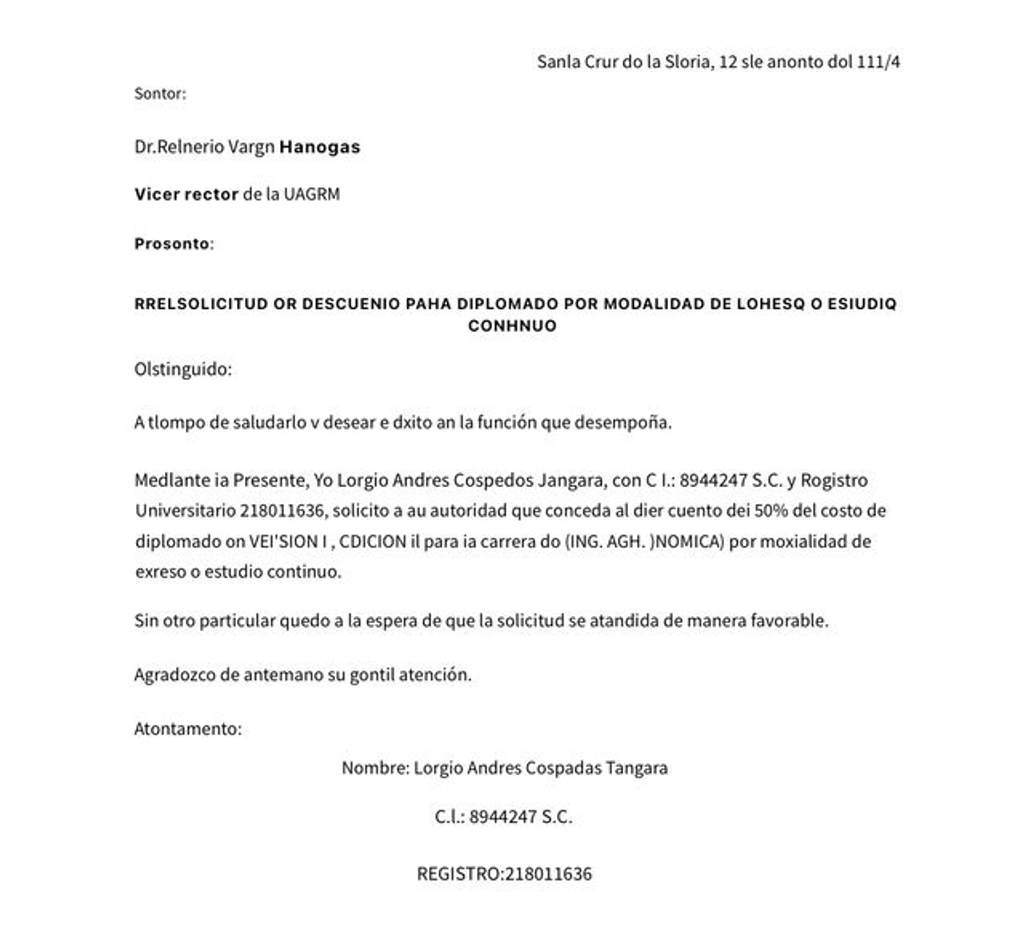 Sanla Crur do la Sloria, 12 sle anonto dol 111/4
Sontor:
Dr.Relnerio Vargn Hanogas
Vicer rector de la UAGRM
Prosonto:
RRELSOLICITUD OR DESCUENIO PAHA DIPLOMADO POR MODALIDAD DE LOHESQ O ESIUDIQ
CONHNUO
Olstinguido:
A tlompo de saludarlo v desear e dxito an la función que desempoña.
Medlante ia Presente, Yo Lorgio Andres Cospedos Jangara, con C I.: 8944247 S.C. y Rogistro
Universitario 218011636, solicito a au autoridad que conceda al dier cuento dei 50% del costo de
diplomado on VEI'SION I , CDICION il para ia carrera do (ING. AGH. )NOMICA) por moxialidad de
exreso o estudio continuo.
Sin otro particular quedo a la espera de que la solicitud se atandida de manera favorable.
Agradozco de antemano su gontil atención.
Atontamento:
Nombre: Lorgio Andres Cospadas Tangara
C.l.: 8944247 S.C.
REGISTRO:218011636